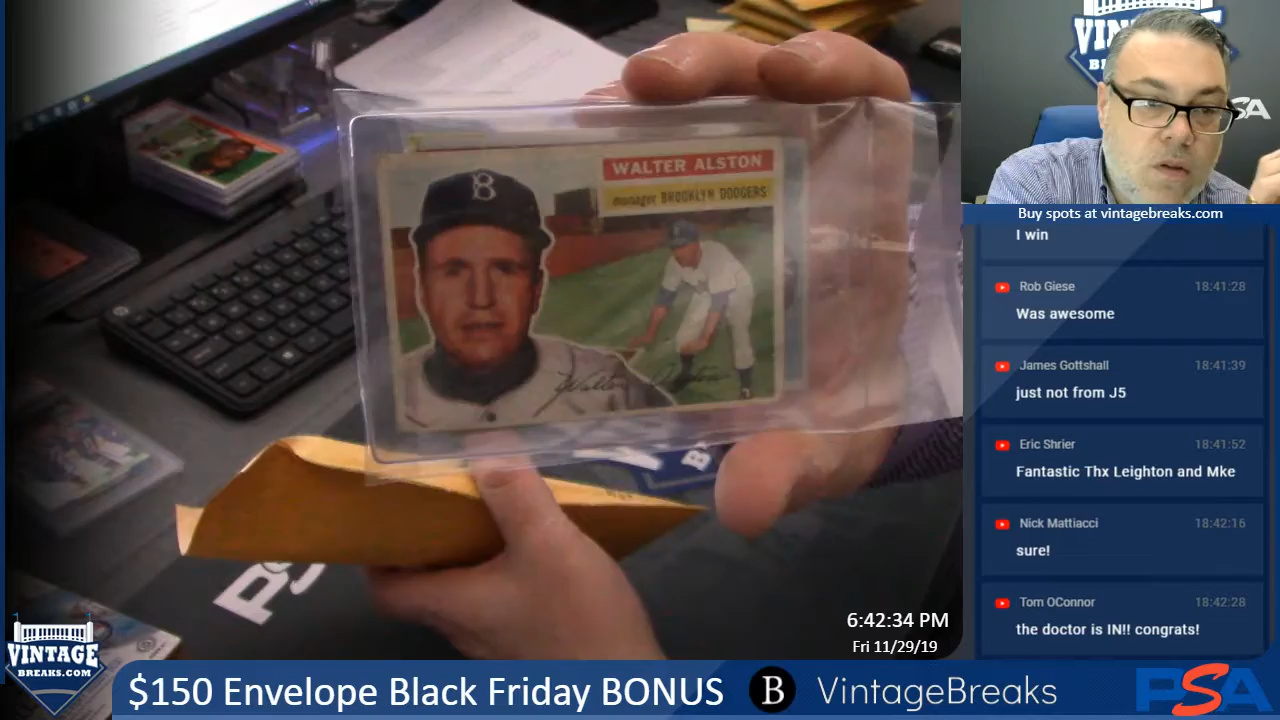 WALTER ALSTON
manager BROOKLYN DODGERS
B
Walter Alston
Buy spots at vintagebreaks.com
I win
Rob Giese 18:41:28
Was awesome
James Gottshall 18:41:39
just not from J5
Eric Shrier 18:41:52
Fantastic Thx Leighton and Mke
Nick Mattiacci 18:42:16
sure!
Tom OConnor 18:42:28
the doctor is IN!! congrats!
6:42:34 PM
Fri 11/29/19
VINTAGE
BREAKS.COM
$150 Envelope Black Friday BONUS
B VintageBreaks
PSA